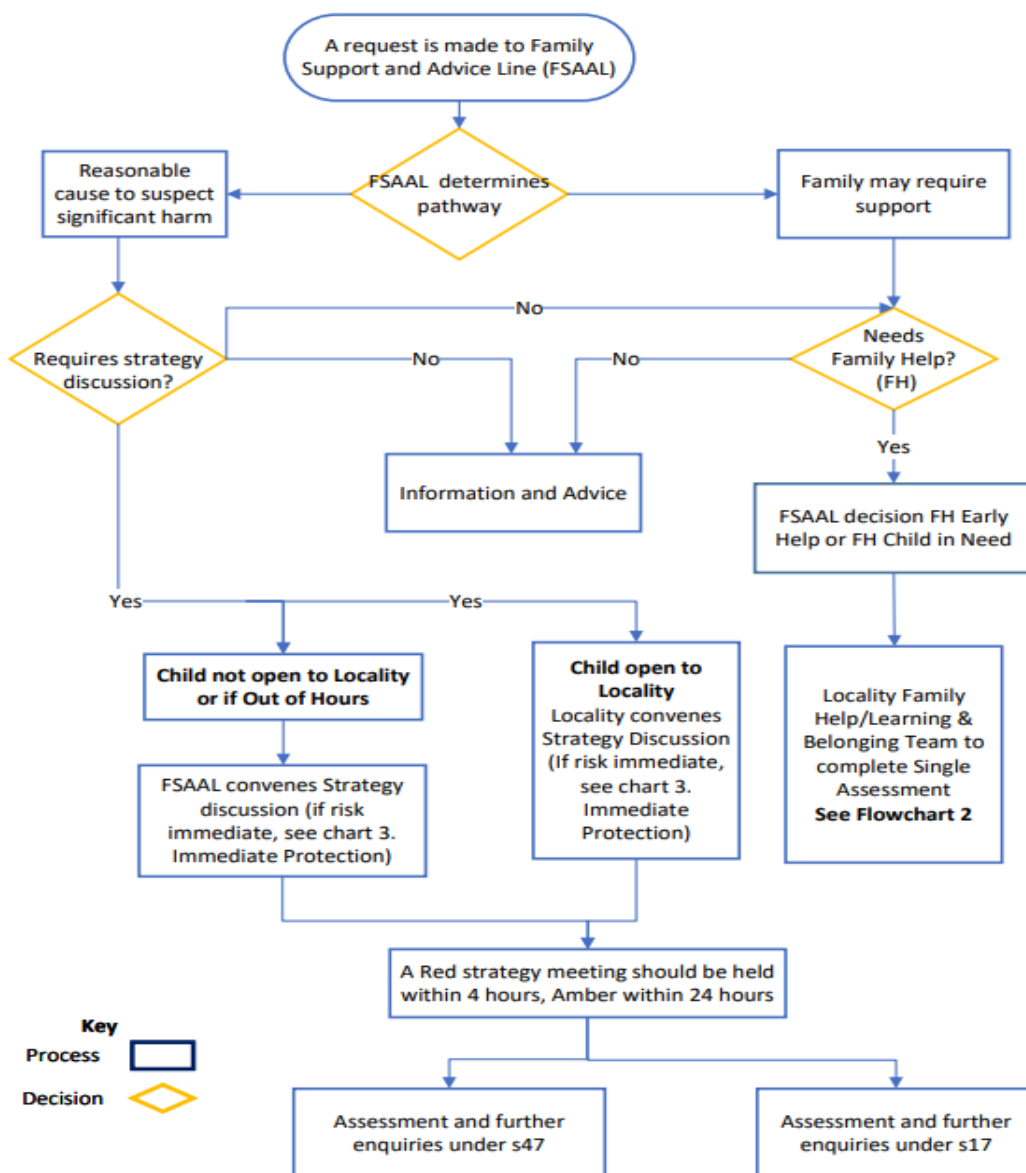 A request is made to Family
Support and Advice Line (FSAAL)
Reasonable
cause to suspect
significant harm
FSAAL determines
pathway
Family may require
support
No
Requires strategy
discussion?
No
No
Needs
Family Help?
(FH)
Yes
Information and Advice
FSAAL decision FH Early
Help or FH Child in Need
Yes
Yes
Child not open to Locality
or if Out of Hours
Child open to
Locality
Locality convenes
Strategy Discussion
(If risk immediate,
see chart 3.
Immediate
Protection)
Locality Family
Help/Learning &
Belonging Team to
complete Single
Assessment
See Flowchart 2
FSAAL convenes Strategy
discussion (if risk
immediate, see chart 3.
Immediate Protection)
A Red strategy meeting should be held
within 4 hours, Amber within 24 hours
Key
Process
Decision
Assessment and further
enquiries under s47
Assessment and further
enquiries under s17